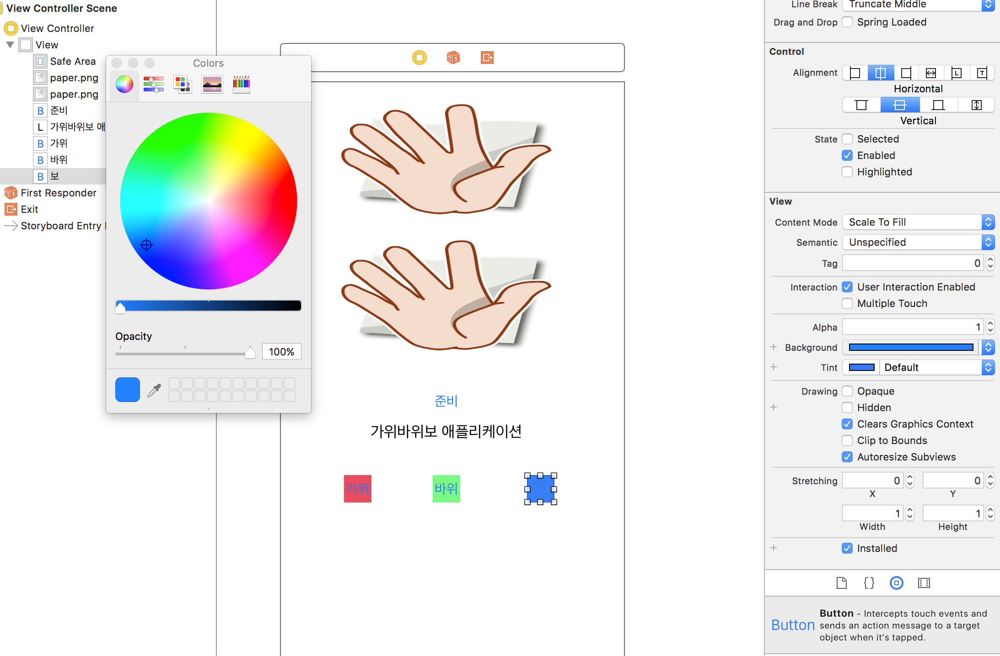 View Controller Scene
View Controller
View
Safe Area
paper.png
paper.png
B 준비
L 가위바위보 애
B 가위
B 바위
B 보
First Responder
Exit
Storyboard Entry
Colors
Opacity
100%
준비
가위바위보 애플리케이션
가위
바위
Line Break Truncate Middle
Drag and Drop Spring Loaded
Control
Alignment
L T
Horizontal
Vertical
State Selected
Enabled
Highlighted
View
Content Mode Scale To Fill
Semantic Unspecified
Tag 0
Interaction User Interaction Enabled
Multiple Touch
Alpha 1
Background
Tint Default
Drawing Opaque
Hidden
Clears Graphics Context
Clip to Bounds
Autoresize Subviews
Stretching 0 0
X Y
1 1
Width Height
Installed
{}
Button
Button - Intercepts touch events and
sends an action message to a target
object when it's tapped.